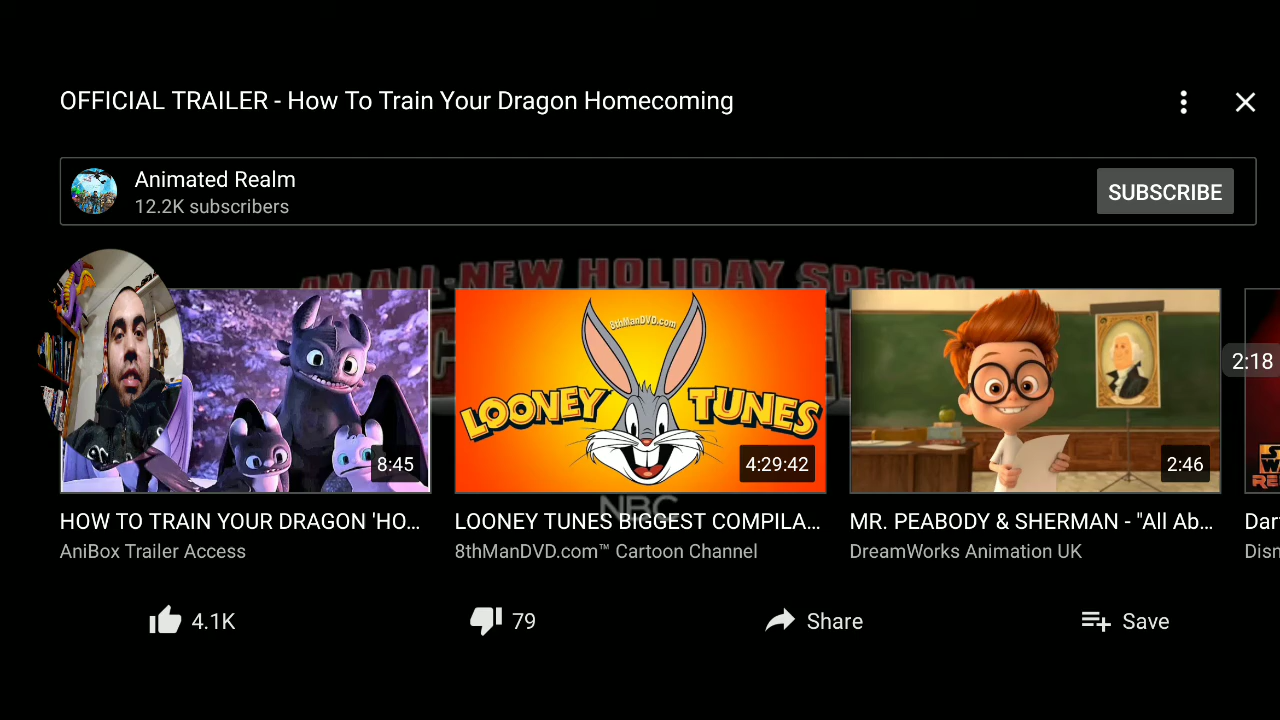 OFFICIAL TRAILER - How To Train Your Dragon Homecoming
Animated Realm
12.2K subscribers
SUBSCRIBE
AN ALL-NEW HOLIDAY SPECIAL
8thManDVD.com
LOONEY TUNES
2:18
8:45
4:29:42
2:46
NBC
HOW TO TRAIN YOUR DRAGON 'HO...
LOONEY TUNES BIGGEST COMPILA...
MR. PEABODY & SHERMAN - "All Ab...
AniBox Trailer Access
8thManDVD.com™ Cartoon Channel
DreamWorks Animation UK
4.1K
79
Share
Save